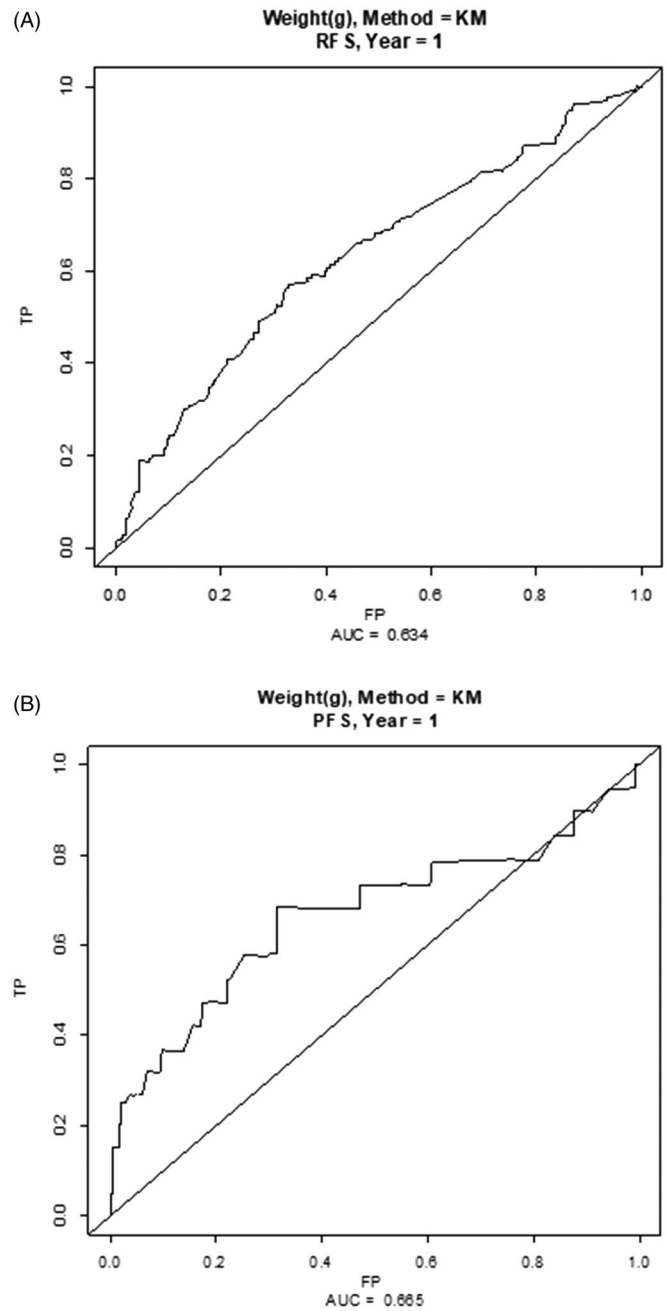 (A)
Weight(g), Method = KM
RFS, Year = 1
1.0
0.8
0.6
0.4
0.2
0.0
TP
0.0 0.2 0.4 0.6 0.8 1.0
FP
AUC = 0.634
(B)
Weight(g), Method = KM
PFS, Year = 1
1.0
0.8
0.6
0.4
0.2
0.0
TP
0.0 0.2 0.4 0.6 0.8 1.0
FP
AUC = 0.665